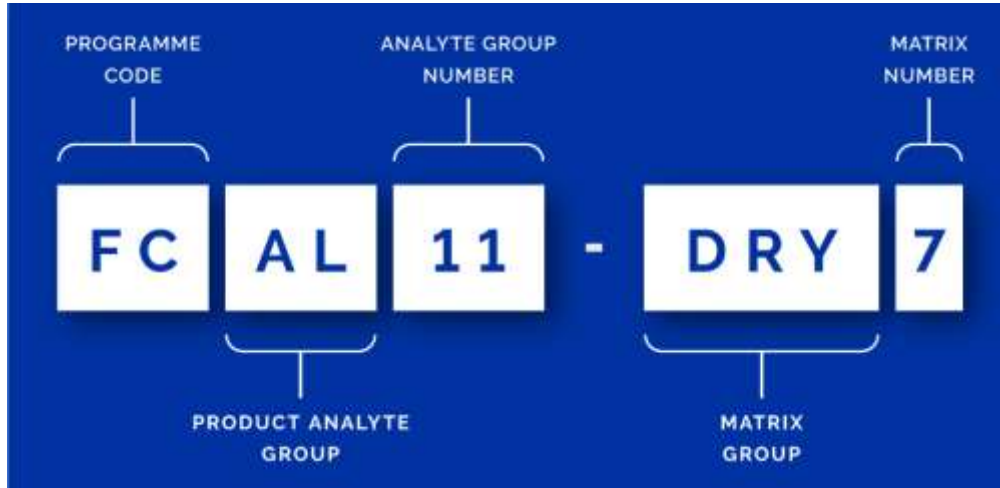 PROGRAMME CODE
ANALYTE GROUP NUMBER
MATRIX NUMBER
FC AL 11 - DRY 7
PRODUCT ANALYTE GROUP
MATRIX GROUP